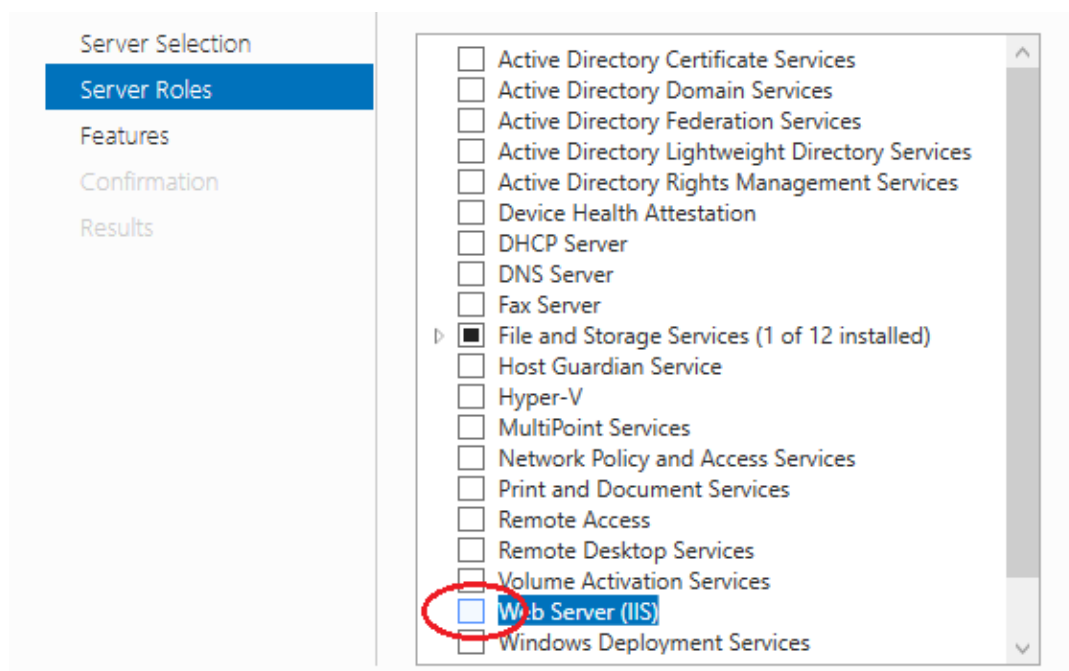 Server Selection
Server Roles
Features
Confirmation
Results
Active Directory Certificate Services
Active Directory Domain Services
Active Directory Federation Services
Active Directory Lightweight Directory Services
Active Directory Rights Management Services
Device Health Attestation
DHCP Server
DNS Server
Fax Server
File and Storage Services (1 of 12 installed)
Host Guardian Service
Hyper-V
MultiPoint Services
Network Policy and Access Services
Print and Document Services
Remote Access
Remote Desktop Services
Volume Activation Services
Web Server (IIS)
Windows Deployment Services